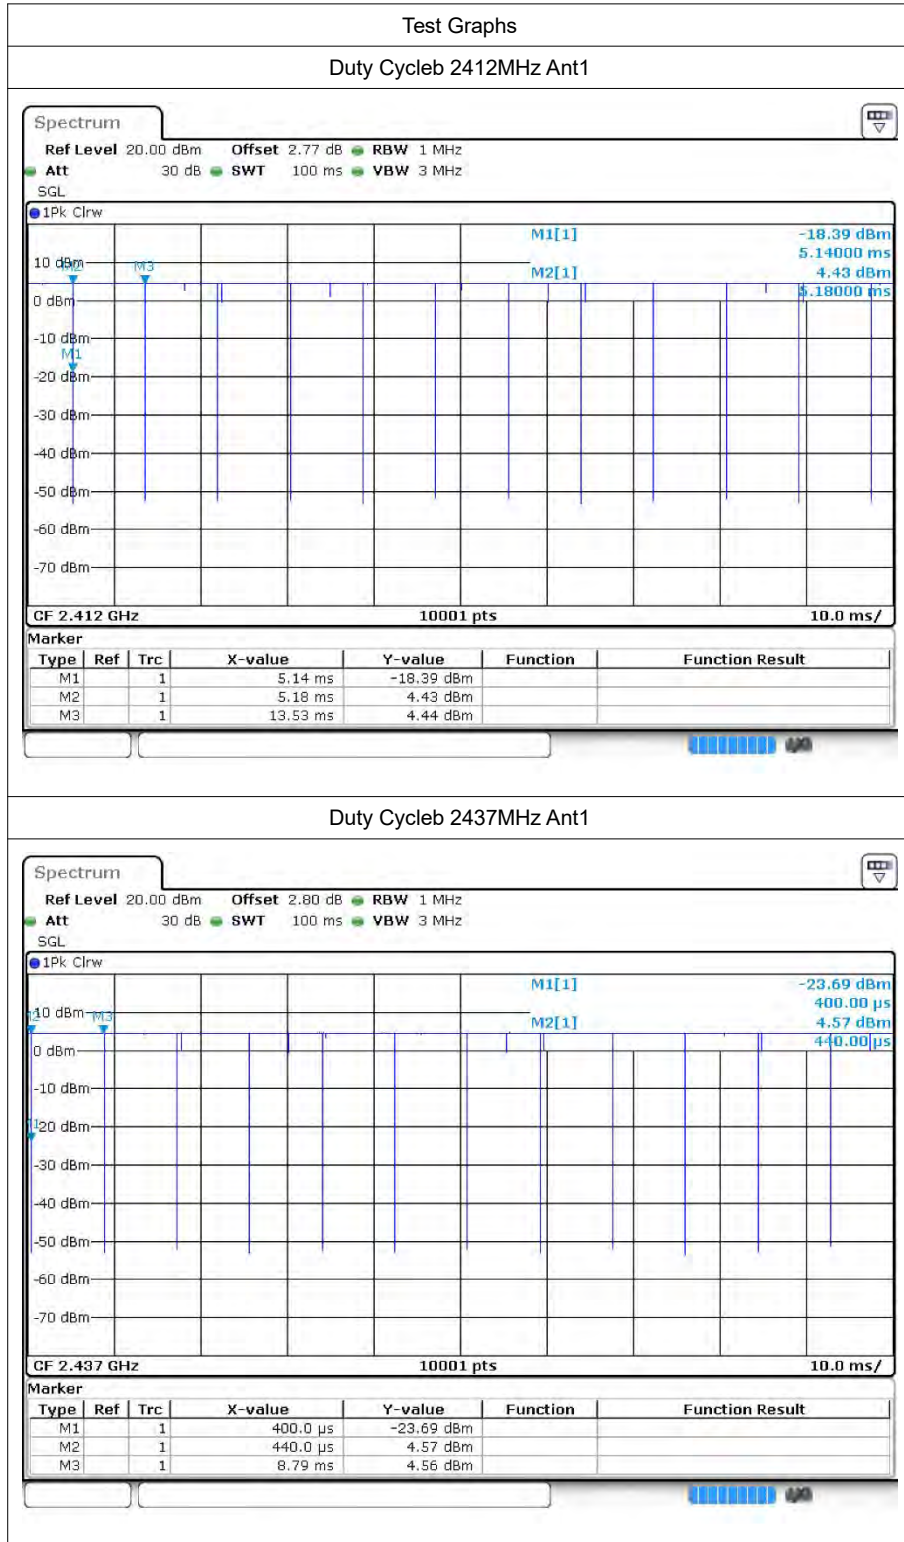 Test Graphs
Duty Cycleb 2412MHz Ant1
Spectrum
Ref Level 20.00 dBm Offset 2.77 dB RBW 1 MHz
Att 30 dB SWT 100 ms VBW 3 MHz
SGL
1Pk Clrw
M1[1] -18.39 dBm
5.14000 ms
10 dBm M2 M3 M2[1] 4.43 dBm
5.18000 ms
0 dBm
-10 dBm
M1
-20 dBm
-30 dBm
-40 dBm
-50 dBm
-60 dBm
-70 dBm
CF 2.412 GHz 10001 pts 10.0 ms/
Marker
Type Ref Trc X-value Y-value Function Function Result
M1 1 5.14 ms -18.39 dBm
M2 1 5.18 ms 4.43 dBm
M3 1 13.53 ms 4.44 dBm
Duty Cycleb 2437MHz Ant1
Spectrum
Ref Level 20.00 dBm Offset 2.80 dB RBW 1 MHz
Att 30 dB SWT 100 ms VBW 3 MHz
SGL
1Pk Clrw
M1[1] -23.69 dBm
400.00 µs
10 dBm M3 M2[1] 4.57 dBm
440.00 µs
0 dBm
-10 dBm
-20 dBm
-30 dBm
-40 dBm
-50 dBm
-60 dBm
-70 dBm
CF 2.437 GHz 10001 pts 10.0 ms/
Marker
Type Ref Trc X-value Y-value Function Function Result
M1 1 400.0 µs -23.69 dBm
M2 1 440.0 µs 4.57 dBm
M3 1 8.79 ms 4.56 dBm